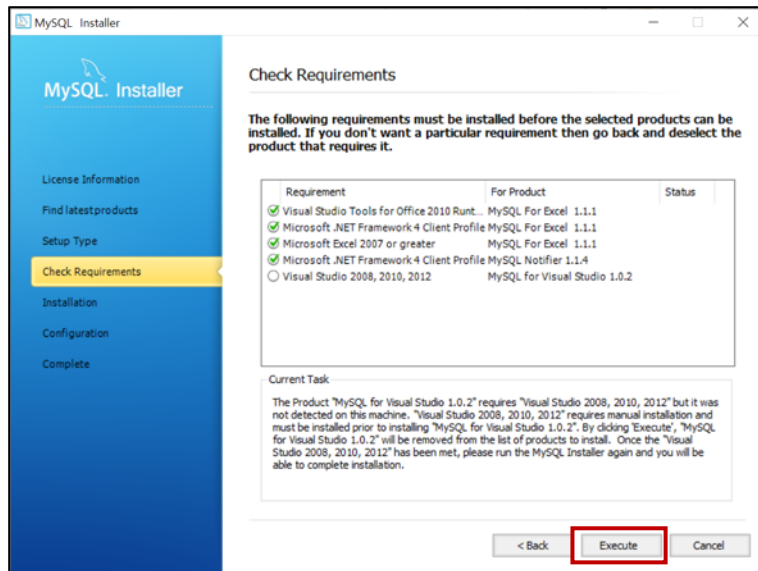 MySQL Installer
MySQL. Installer
License Information
Find latestproducts
Setup Type
Check Requirements
Installation
Configuration
Complete
Check Requirements
The following requirements must be installed before the selected products can be
installed. If you don't want a particular requirement then go back and deselect the
product that requires it.
Requirement For Product Status
Visual Studio Tools for Office 2010 Runt... MySQL For Excel 1.1.1
Microsoft .NET Framework 4 Client Profile MySQL For Excel 1.1.1
Microsoft Excel 2007 or greater MySQL For Excel 1.1.1
Microsoft .NET Framework 4 Client Profile MySQL Notifier 1.1.4
Visual Studio 2008, 2010, 2012 MySQL for Visual Studio 1.0.2
Current Task
The Product "MySQL for Visual Studio 1.0.2" requires "Visual Studio 2008, 2010, 2012" but it was
not detected on this machine. "Visual Studio 2008, 2010, 2012" requires manual installation and
must be installed prior to installing "MySQL for Visual Studio 1.0.2". By clicking 'Execute', "MySQL
for Visual Studio 1.0.2" will be removed from the list of products to install. Once the "Visual
Studio 2008, 2010, 2012" has been met, please run the MySQL Installer again and you will be
able to complete installation.
< Back Execute Cancel